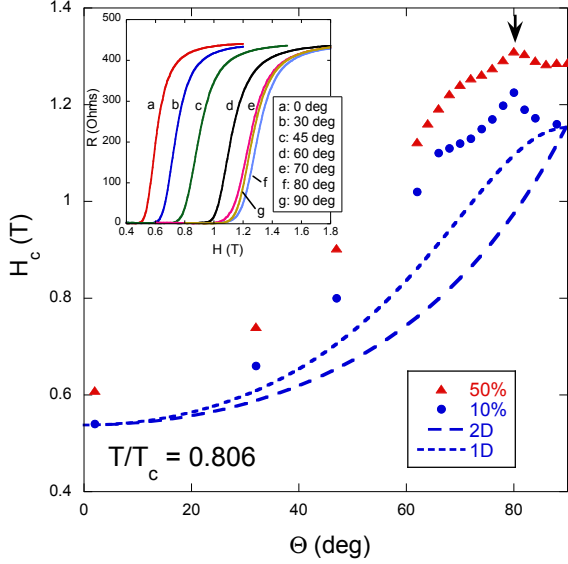 H_c (T)
1.4
1.2
1
0.8
0.6
0.4
0
20
40
60
80
Θ (deg)
R (Ohms)
500
400
300
200
100
0
0.4
0.6
0.8
1.0
1.2
1.4
1.6
1.8
H (T)
a
b
c
d
e
f
g
a: 0 deg
b: 30 deg
c: 45 deg
d: 60 deg
e: 70 deg
f: 80 deg
g: 90 deg
50%
10%
2D
1D
T/T_c = 0.806